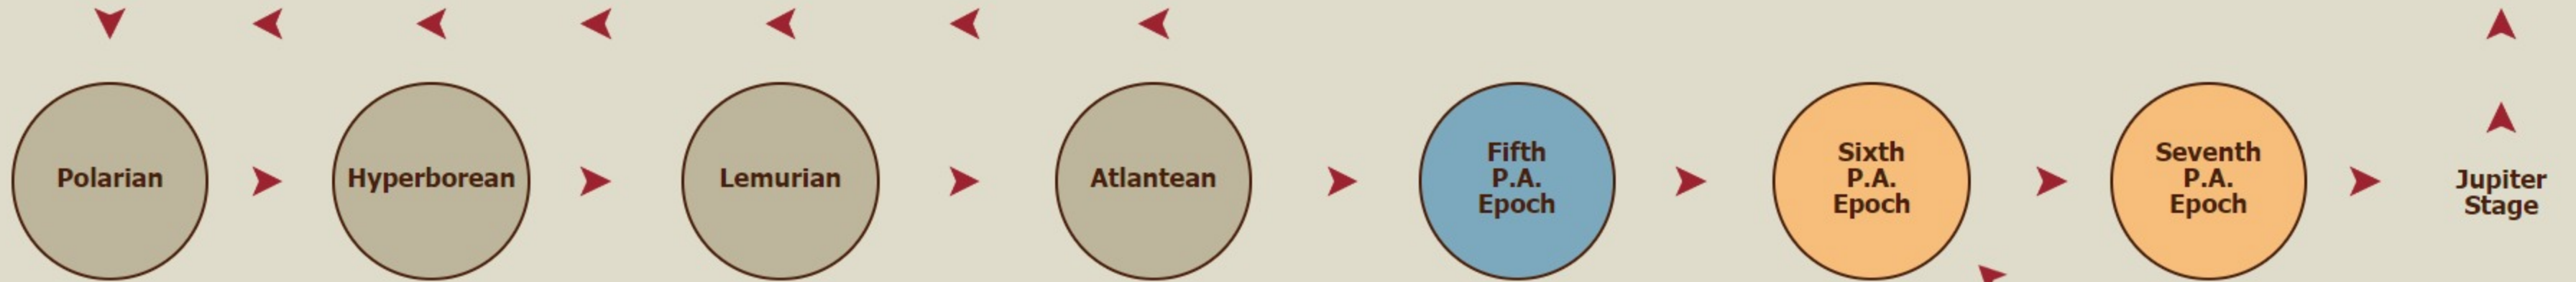 Polarian
Hyperborean
Lemurian
Atlantean
Fifth
P.A.
Epoch
Sixth
P.A.
Epoch
Seventh
P.A.
Epoch
Jupiter
Stage